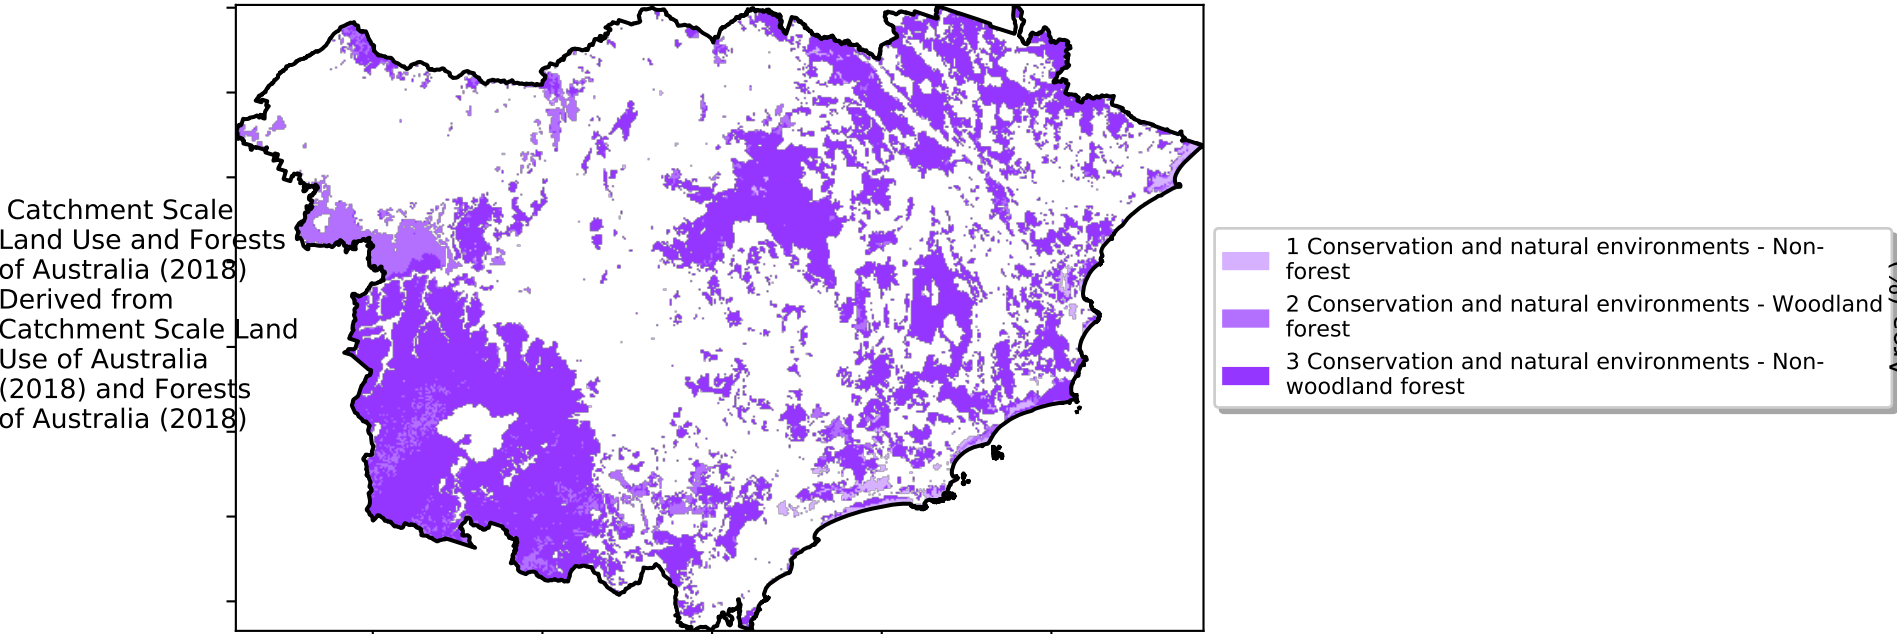 Catchment Scale
Land Use and Forests
of Australia (2018)
Derived from
Catchment Scale Land
Use of Australia
(2018) and Forests
of Australia (2018)
1 Conservation and natural environments - Non-
forest
2 Conservation and natural environments - Woodland
forest
3 Conservation and natural environments - Non-
woodland forest